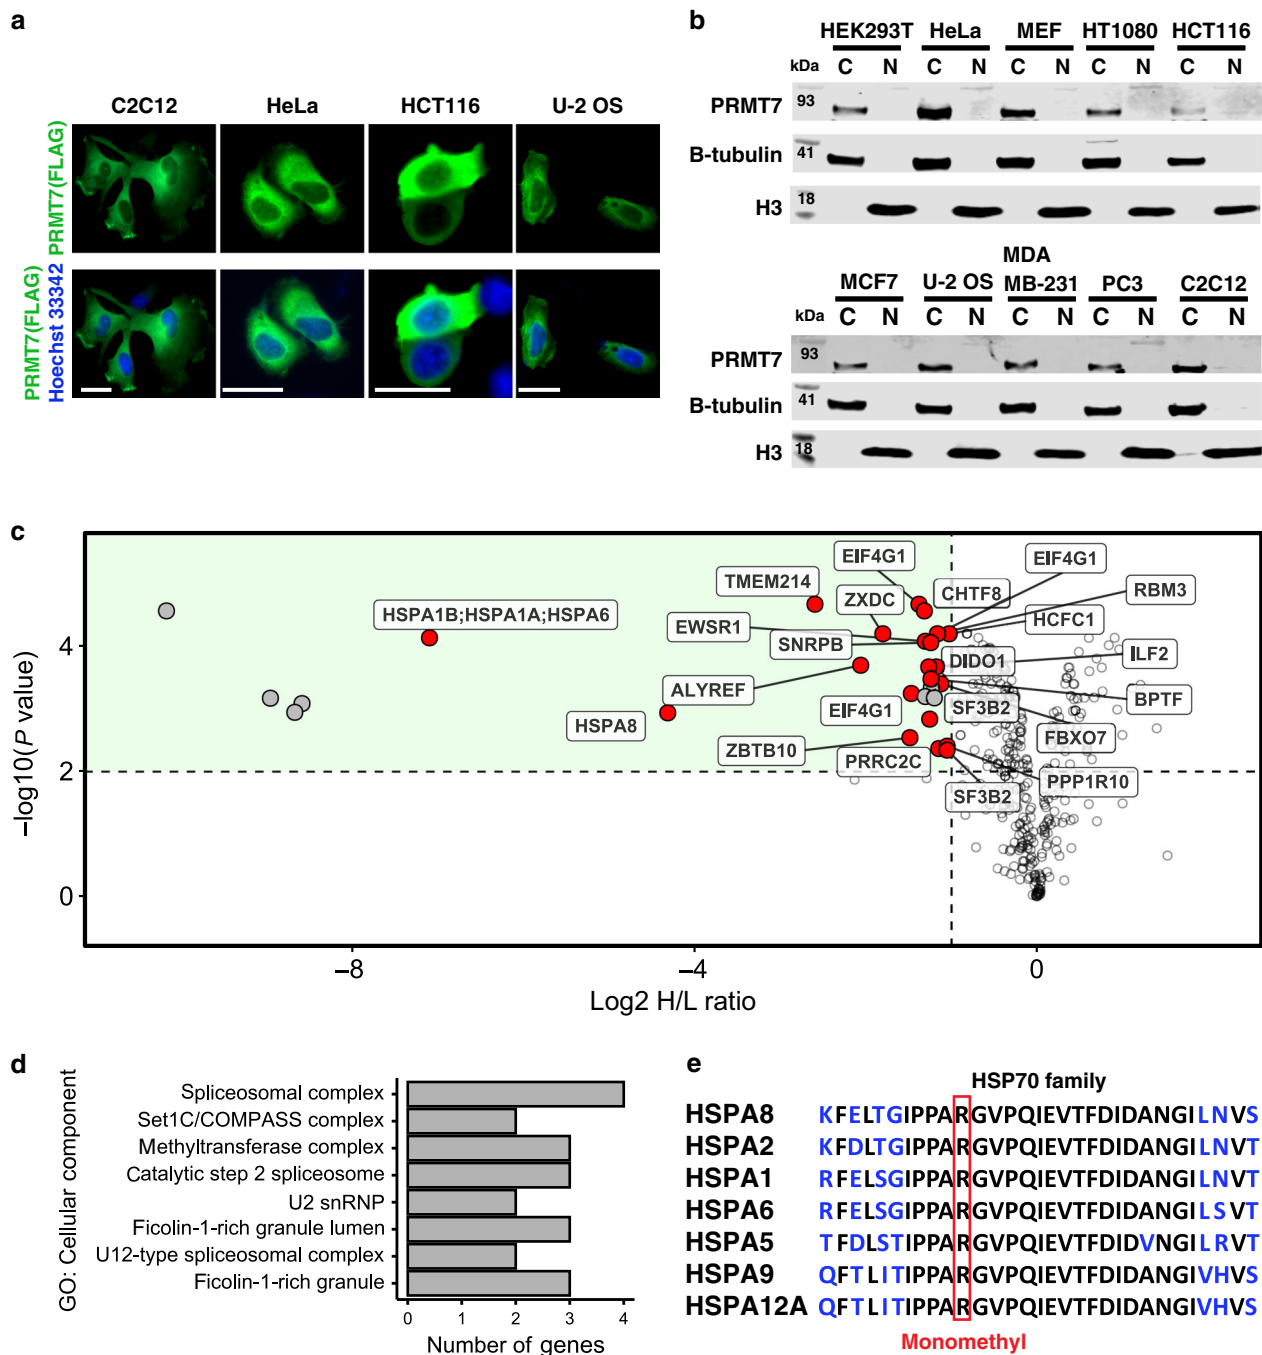 a
C2C12 HeLa HCT116 U-2 OS
PRMT7(FLAG)
PRMT7(FLAG)
Hoechst 33342
b
HEK293T HeLa MEF HT1080 HCT116
kDa C N C N C N C N C N
PRMT7 93
B-tubulin 41
H3 18
MCF7 U-2 OS MDA MB-231 PC3 C2C12
kDa C N C N C N C N C N
PRMT7 93
B-tubulin 41
H3 18
c
EIF4G1
EIF4G1
TMEM214
CHTF8
RBM3
ZXDC
HSPA1B;HSPA1A;HSPA6
HCFC1
EWSR1
SNRPB
DIDO1
ILF2
ALYREF
BPTF
EIF4G1
SF3B2
HSPA8
FBXO7
ZBTB10
PRRC2C
PPP1R10
SF3B2
4
2
0
−log10(P value)
−8 −4 0
Log2 H/L ratio
d
GO: Cellular component
Spliceosomal complex
Set1C/COMPASS complex
Methyltransferase complex
Catalytic step 2 spliceosome
U2 snRNP
Ficolin-1-rich granule lumen
U12-type spliceosomal complex
Ficolin-1-rich granule
0 1 2 3 4
Number of genes
e
HSP70 family
HSPA8 KFELTGIPPARGVPQIEVTFDIDANGILNVS
HSPA2 KFDLTGIPPARGVPQIEVTFDIDANGILNVT
HSPA1 RFELSGIPPARGVPQIEVTFDIDANGILNVT
HSPA6 RFELSGIPPARGVPQIEVTFDIDANGILSVT
HSPA5 TFDLSTIPPARGVPQIEVTFDIDVNGILRVT
HSPA9 QFTLITIPPARGVPQIEVTFDIDANGIVHVS
HSPA12A QFTLITIPPARGVPQIEVTFDIDANGIVHVS
Monomethyl